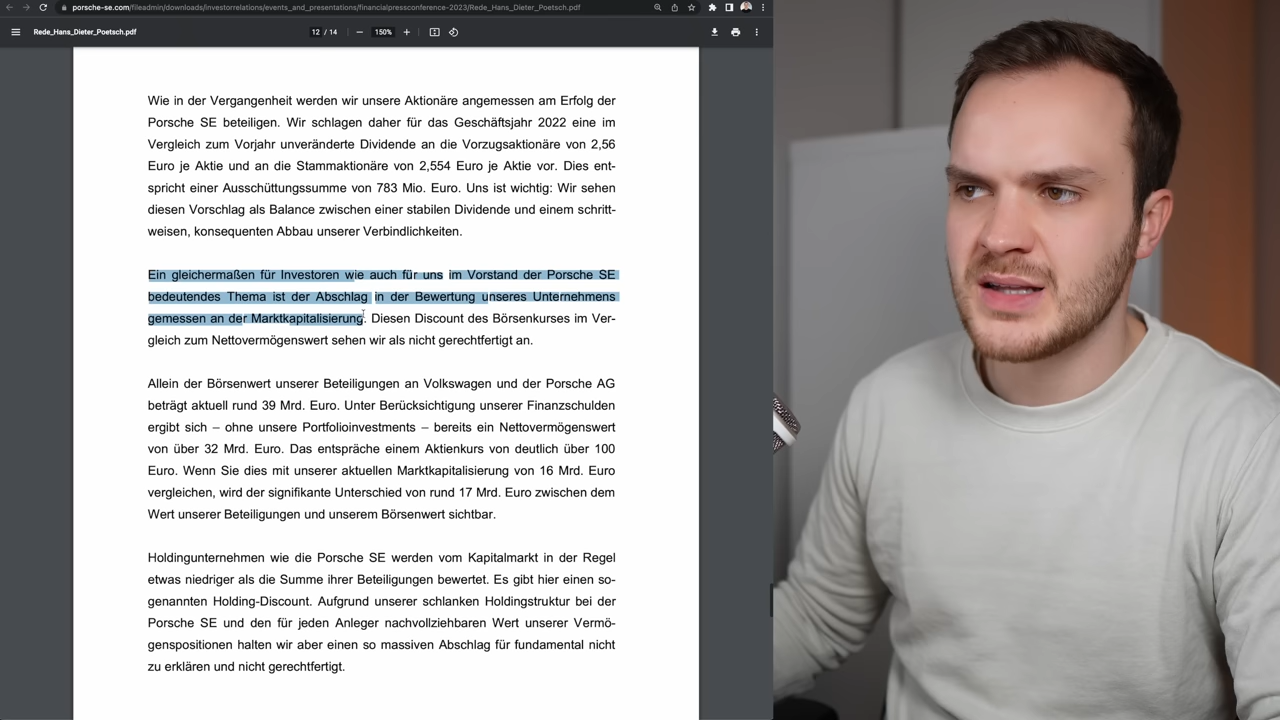 porsche-se.com/fileadmin/downloads/investorrelations/events_and_presentations/financialpressconference-2023/Rede_Hans_Dieter_Poetsch.pdf
Rede_Hans_Dieter_Poetsch.pdf
12 / 14
150%
Wie in der Vergangenheit werden wir unsere Aktionäre angemessen am Erfolg der
Porsche SE beteiligen. Wir schlagen daher für das Geschäftsjahr 2022 eine im
Vergleich zum Vorjahr unveränderte Dividende an die Vorzugsaktionäre von 2,56
Euro je Aktie und an die Stammaktionäre von 2,554 Euro je Aktie vor. Dies ent-
spricht einer Ausschüttungssumme von 783 Mio. Euro. Uns ist wichtig: Wir sehen
diesen Vorschlag als Balance zwischen einer stabilen Dividende und einem schritt-
weisen, konsequenten Abbau unserer Verbindlichkeiten.
Ein gleichermaßen für Investoren wie auch für uns im Vorstand der Porsche SE
bedeutendes Thema ist der Abschlag in der Bewertung unseres Unternehmens
gemessen an der Marktkapitalisierung. Diesen Discount des Börsenkurses im Ver-
gleich zum Nettovermögenswert sehen wir als nicht gerechtfertigt an.
Allein der Börsenwert unserer Beteiligungen an Volkswagen und der Porsche AG
beträgt aktuell rund 39 Mrd. Euro. Unter Berücksichtigung unserer Finanzschulden
ergibt sich – ohne unsere Portfolioinvestments – bereits ein Nettovermögenswert
von über 32 Mrd. Euro. Das entspräche einem Aktienkurs von deutlich über 100
Euro. Wenn Sie dies mit unserer aktuellen Marktkapitalisierung von 16 Mrd. Euro
vergleichen, wird der signifikante Unterschied von rund 17 Mrd. Euro zwischen dem
Wert unserer Beteiligungen und unserem Börsenwert sichtbar.
Holdingunternehmen wie die Porsche SE werden vom Kapitalmarkt in der Regel
etwas niedriger als die Summe ihrer Beteiligungen bewertet. Es gibt hier einen so-
genannten Holding-Discount. Aufgrund unserer schlanken Holdingstruktur bei der
Porsche SE und den für jeden Anleger nachvollziehbaren Wert unserer Vermö-
genspositionen halten wir aber einen so massiven Abschlag für fundamental nicht
zu erklären und nicht gerechtfertigt.